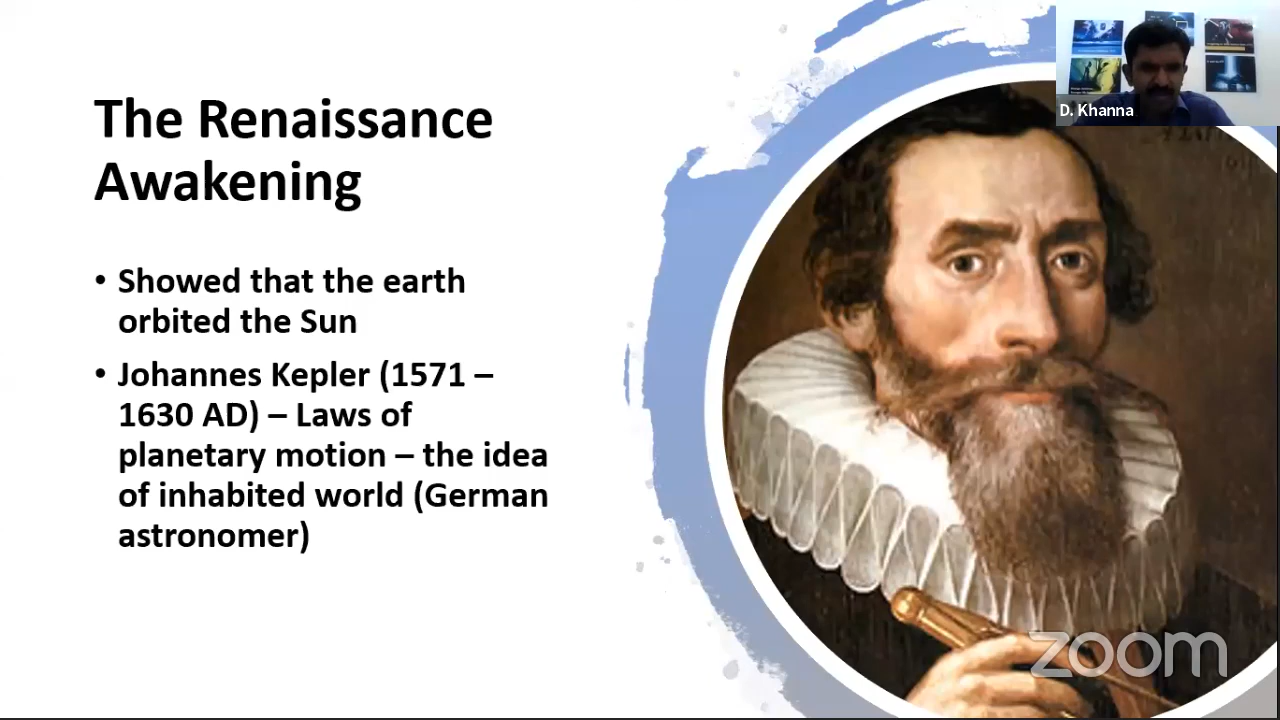 The Renaissance
Awakening
• Showed that the earth
orbited the Sun
• Johannes Kepler (1571 –
1630 AD) – Laws of
planetary motion – the idea
of inhabited world (German
astronomer)
D. Khanna
zoom